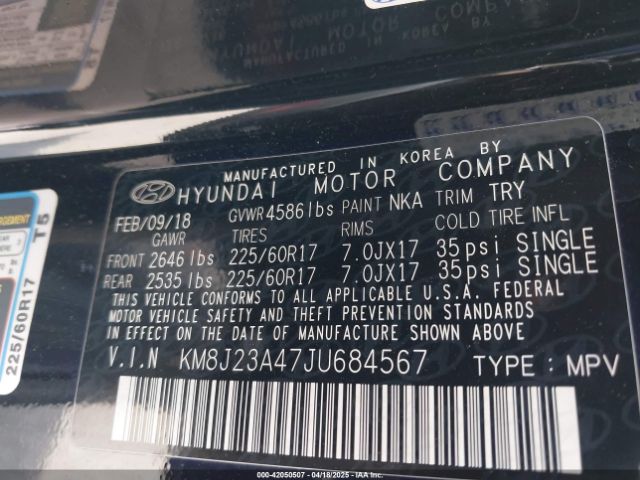 MANUFACTURED IN KOREA BY
HYUNDAI MOTOR COMPANY
FEB/09/18 GVWR 4586 lbs PAINT NKA TRIM TRY
GAWR TIRES RIMS COLD TIRE INFL
FRONT 2646 lbs 225/60R17 7.0JX17 35 psi SINGLE
REAR 2535 lbs 225/60R17 7.0JX17 35 psi SINGLE
THIS VEHICLE CONFORMS TO ALL APPLICABLE U.S.A. FEDERAL
MOTOR VEHICLE SAFETY AND THEFT PREVENTION STANDARDS
IN EFFECT ON THE DATE OF MANUFACTURE SHOWN ABOVE
V.I.N KM8J23A47JU684567 TYPE : MPV
225/60R17 T5
000-42050507 - 04/18/2025 - IAAI.com